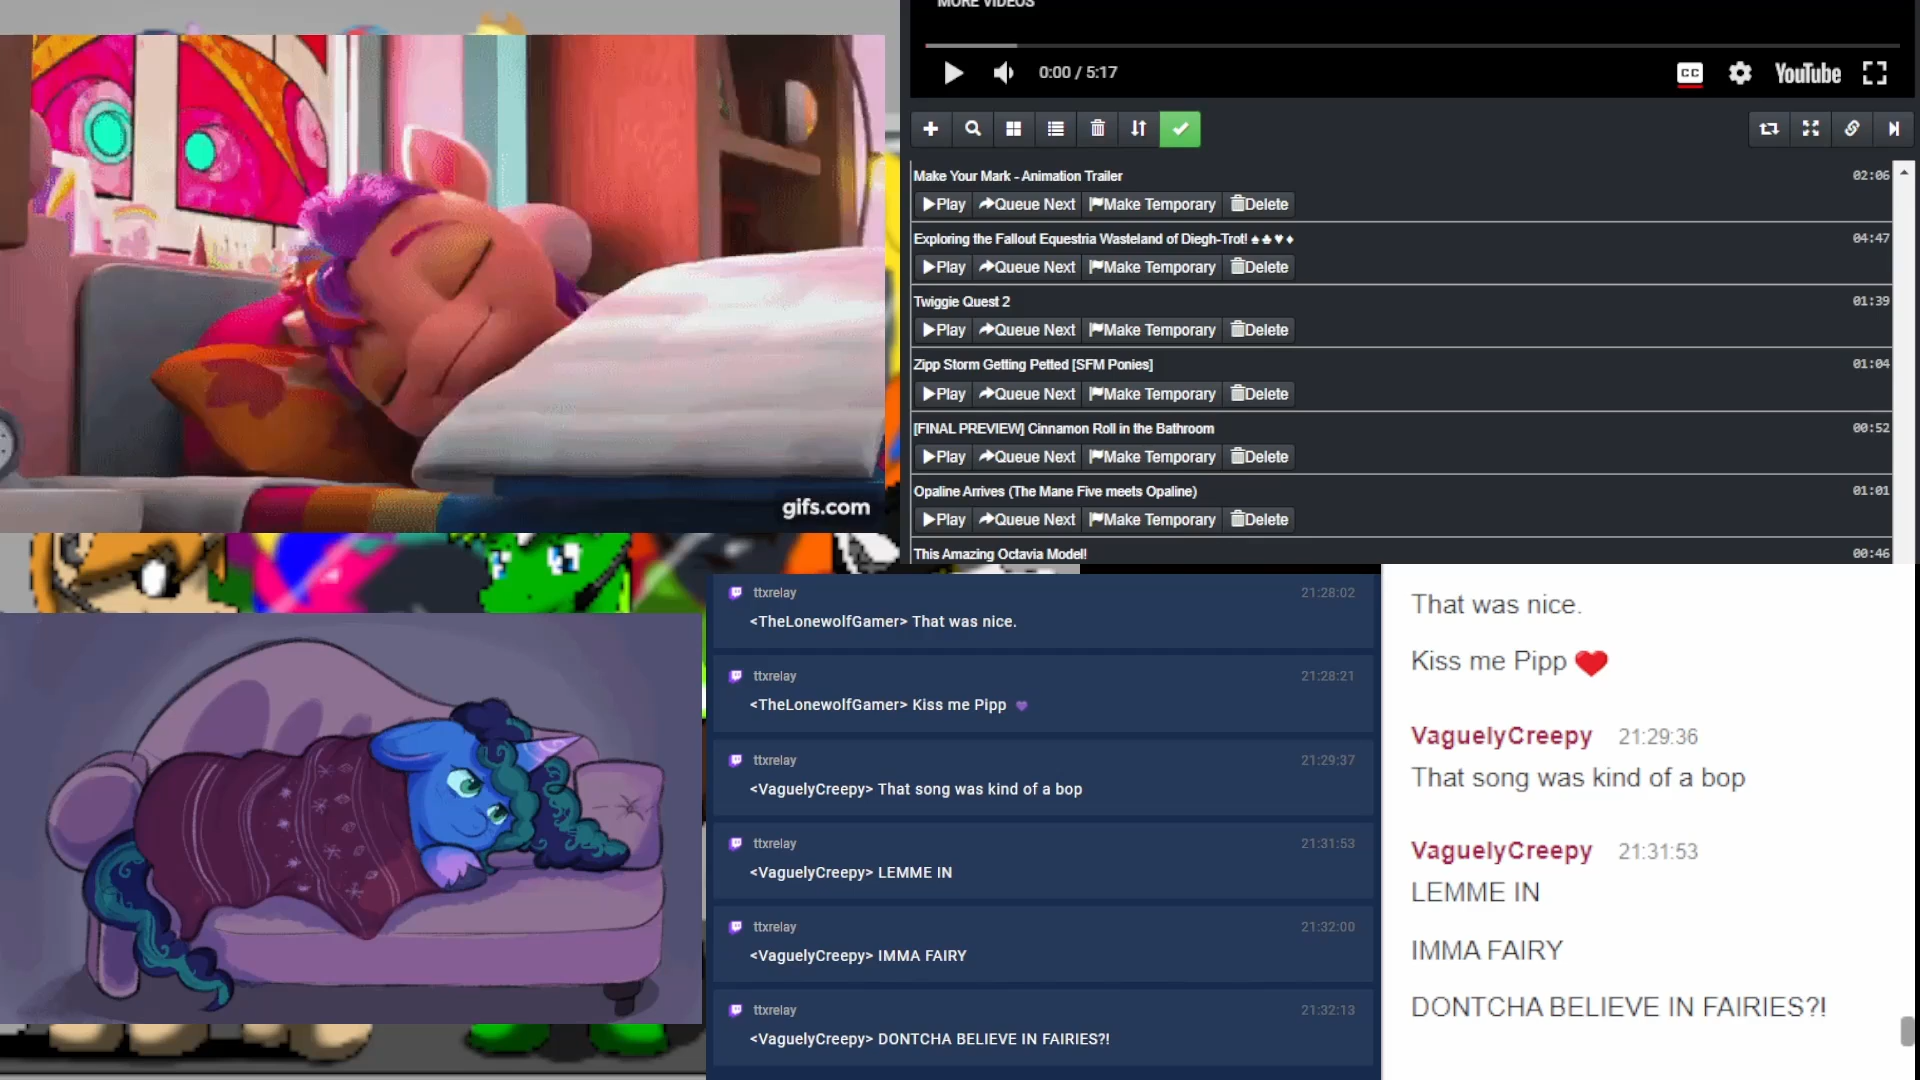 gifs.com
MORE VIDEOS
0:00 / 5:17
CC
YouTube
Make Your Mark - Animation Trailer 02:06
Play Queue Next Make Temporary Delete
Exploring the Fallout Equestria Wasteland of Diegh-Trot! ♠♣♥♦ 04:47
Play Queue Next Make Temporary Delete
Twiggie Quest 2 01:39
Play Queue Next Make Temporary Delete
Zipp Storm Getting Petted [SFM Ponies] 01:04
Play Queue Next Make Temporary Delete
[FINAL PREVIEW] Cinnamon Roll in the Bathroom 00:52
Play Queue Next Make Temporary Delete
Opaline Arrives (The Mane Five meets Opaline) 01:01
Play Queue Next Make Temporary Delete
This Amazing Octavia Model! 00:46
ttxrelay 21:28:02
<TheLonewolfGamer> That was nice.
ttxrelay 21:28:21
<TheLonewolfGamer> Kiss me Pipp 💜
ttxrelay 21:29:37
<VaguelyCreepy> That song was kind of a bop
ttxrelay 21:31:53
<VaguelyCreepy> LEMME IN
ttxrelay 21:32:00
<VaguelyCreepy> IMMA FAIRY
ttxrelay 21:32:13
<VaguelyCreepy> DONTCHA BELIEVE IN FAIRIES?!
That was nice.
Kiss me Pipp ❤
VaguelyCreepy 21:29:36
That song was kind of a bop
VaguelyCreepy 21:31:53
LEMME IN
IMMA FAIRY
DONTCHA BELIEVE IN FAIRIES?!